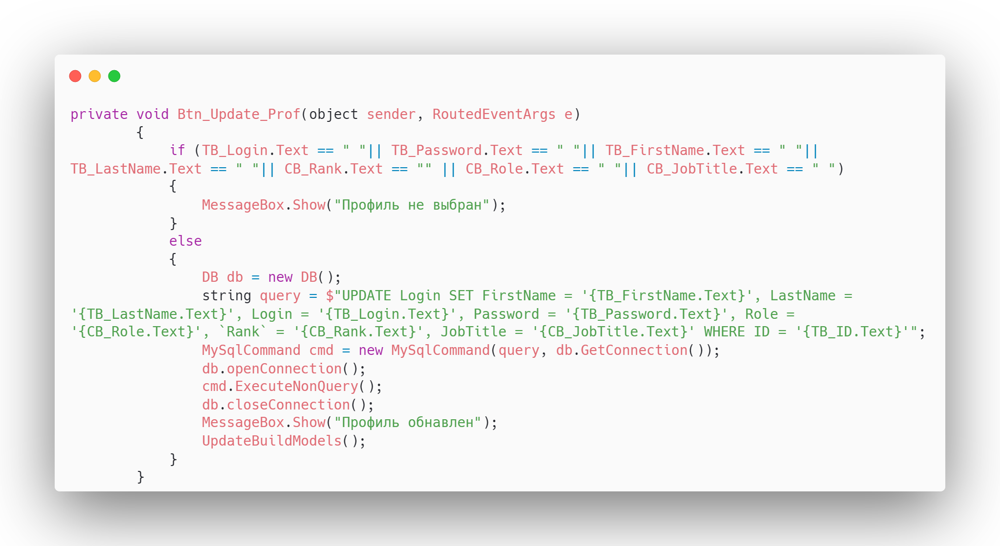 private void Btn_Update_Prof(object sender, RoutedEventArgs e)
        {
            if (TB_Login.Text == " "|| TB_Password.Text == " "|| TB_FirstName.Text == " "||
TB_LastName.Text == " "|| CB_Rank.Text == "" || CB_Role.Text == " "|| CB_JobTitle.Text == " ")
            {
                MessageBox.Show("Профиль не выбран");
            }
            else
            {
                DB db = new DB();
                string query = $"UPDATE Login SET FirstName = '{TB_FirstName.Text}', LastName =
'{TB_LastName.Text}', Login = '{TB_Login.Text}', Password = '{TB_Password.Text}', Role =
'{CB_Role.Text}', `Rank` = '{CB_Rank.Text}', JobTitle = '{CB_JobTitle.Text}' WHERE ID = '{TB_ID.Text}'";
                MySqlCommand cmd = new MySqlCommand(query, db.GetConnection());
                db.openConnection();
                cmd.ExecuteNonQuery();
                db.closeConnection();
                MessageBox.Show("Профиль обнавлен");
                UpdateBuildModels();
            }
        }